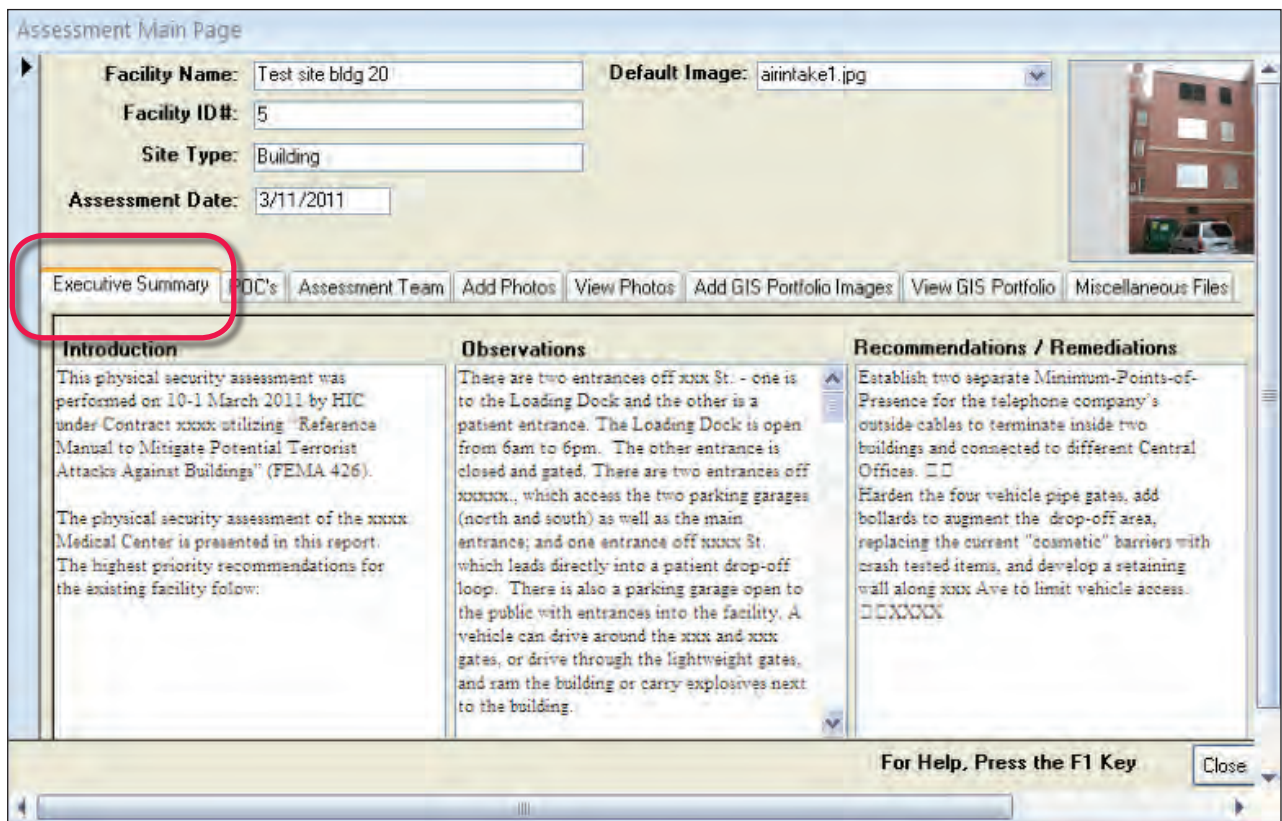 Assessment Main Page
Facility Name: Test site bldg 20
Default Image: airintake1.jpg
Facility ID#: 5
Site Type: Building
Assessment Date: 3/11/2011
Executive Summary POC's Assessment Team Add Photos View Photos Add GIS Portfolio Images View GIS Portfolio Miscellaneous Files
Introduction
This physical security assessment was
performed on 10-1 March 2011 by HIC
under Contract xxxx utilizing "Reference
Manual to Mitigate Potential Terrorist
Attacks Against Buildings" (FEMA 426).
The physical security assessment of the xxxx
Medical Center is presented in this report.
The highest priority recommendations for
the existing facility folow:
Observations
There are two entrances off xxx St. - one is
to the Loading Dock and the other is a
patient entrance. The Loading Dock is open
from 6am to 6pm. The other entrance is
closed and gated. There are two entrances off
xxxxx., which access the two parking garages
(north and south) as well as the main
entrance; and one entrance off xxxx St.
which leads directly into a patient drop-off
loop. There is also a parking garage open to
the public with entrances into the facility. A
vehicle can drive around the xxx and xxx
gates, or drive through the lightweight gates,
and ram the building or carry explosives next
to the building.
Recommendations / Remediations
Establish two separate Minimum-Points-of-
Presence for the telephone company's
outside cables to terminate inside two
buildings and connected to different Central
Offices. □□
Harden the four vehicle pipe gates, add
bollards to augment the drop-off area,
replacing the current "cosmetic" barriers with
crash tested items, and develop a retaining
wall along xxx Ave to limit vehicle access.
□□XXXX
For Help, Press the F1 Key
Close